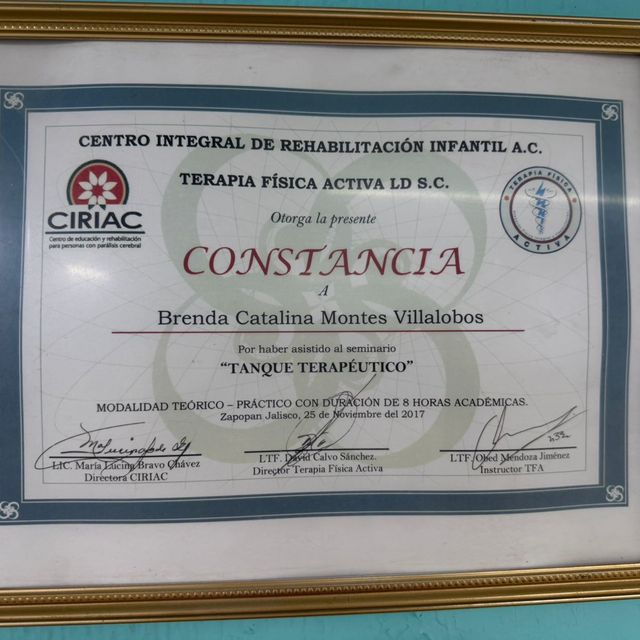 CENTRO INTEGRAL DE REHABILITACIÓN INFANTIL A.C.
TERAPIA FÍSICA ACTIVA LD S.C.
CIRIAC
Centro de educación y rehabilitación
para personas con parálisis cerebral
TERAPIA FÍSICA
ACTIVA
Otorga la presente
CONSTANCIA
A
Brenda Catalina Montes Villalobos
Por haber asistido al seminario
“TANQUE TERAPÉUTICO”
MODALIDAD TEÓRICO – PRÁCTICO CON DURACIÓN DE 8 HORAS ACADÉMICAS.
Zapopan Jalisco, 25 de Noviembre del 2017
LIC. María Lucina Bravo Chávez
Directora CIRIAC
LTF. David Calvo Sánchez.
Director Terapia Física Activa
LTF. Obed Mendoza Jiménez
Instructor TFA